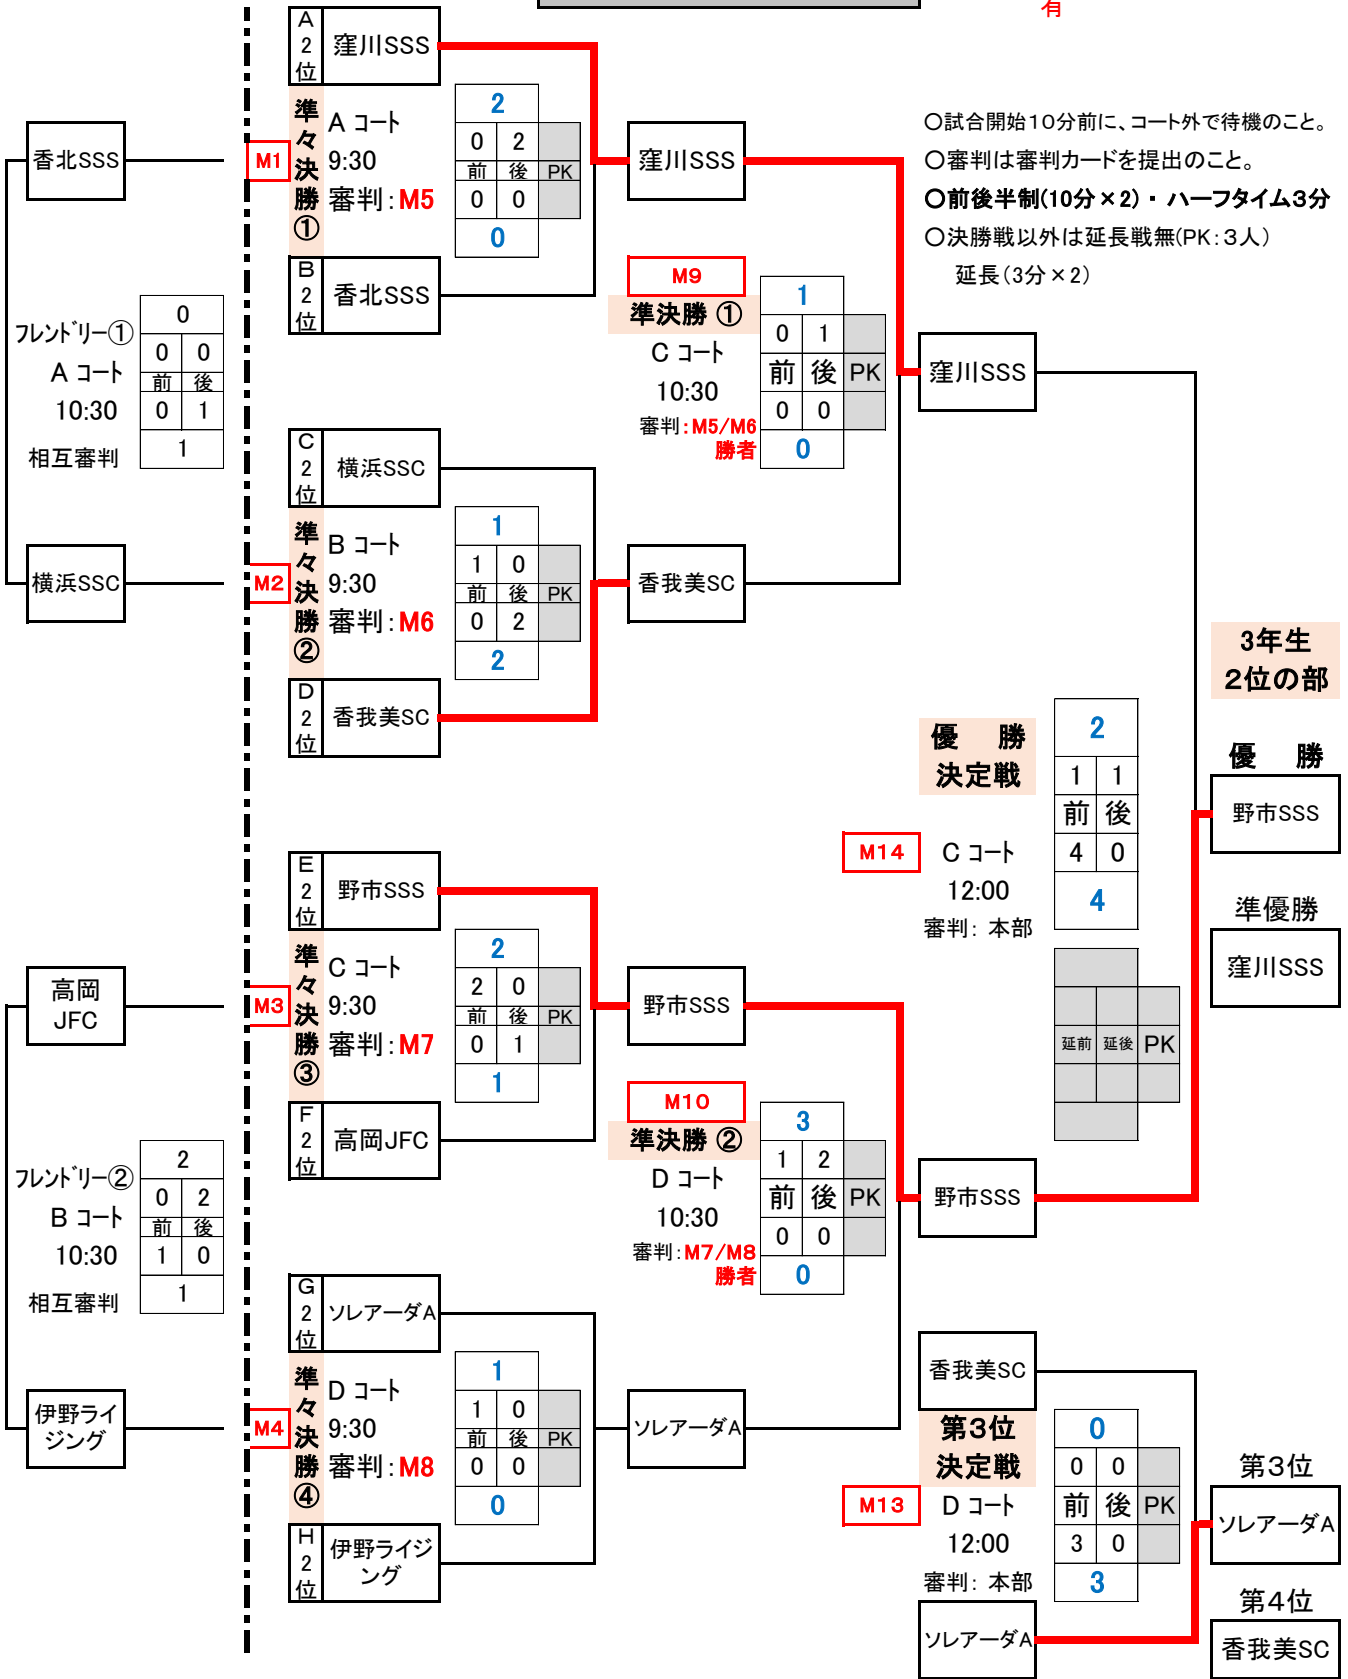 有
A
2
位
窪川SSS
準々決勝①
A コート
9:30
審判:M5
M1
2
0 2
前 後 PK
0 0
0
B
2
位
香北SSS
香北SSS
フレンドリー①
A コート
10:30
相互審判
0
0 0
前 後
0 1
1
横浜SSC
C
2
位
横浜SSC
準々決勝②
B コート
9:30
審判:M6
M2
1
1 0
前 後 PK
0 2
2
D
2
位
香我美SC
窪川SSS
M9
準決勝 ①
C コート
10:30
審判:M5/M6
勝者
1
0 1
前 後 PK
0 0
0
香我美SC
○試合開始10分前に、コート外で待機のこと。
○審判は審判カードを提出のこと。
○前後半制(10分×2)・ハーフタイム3分
○決勝戦以外は延長戦無(PK:3人)
延長(3分×2)
窪川SSS
3年生
2位の部
優 勝
決定戦
M14
C コート
12:00
審判: 本部
2
1 1
前 後
4 0
4
延前 延後 PK
優 勝
野市SSS
準優勝
窪川SSS
高岡
JFC
フレンドリー②
B コート
10:30
相互審判
2
0 2
前 後
1 0
1
伊野ライ
ジング
E
2
位
野市SSS
準々決勝③
C コート
9:30
審判:M7
M3
2
2 0
前 後 PK
0 1
1
F
2
位
高岡JFC
G
2
位
ソレアーダA
準々決勝④
D コート
9:30
審判:M8
M4
1
1 0
前 後 PK
0 0
0
H
2
位
伊野ライジ
ング
野市SSS
M10
準決勝 ②
D コート
10:30
審判:M7/M8
勝者
3
1 2
前 後 PK
0 0
0
ソレアーダA
野市SSS
香我美SC
第3位
決定戦
M13
D コート
12:00
審判: 本部
0
0 0
前 後 PK
3 0
3
ソレアーダA
第3位
ソレアーダA
第4位
香我美SC